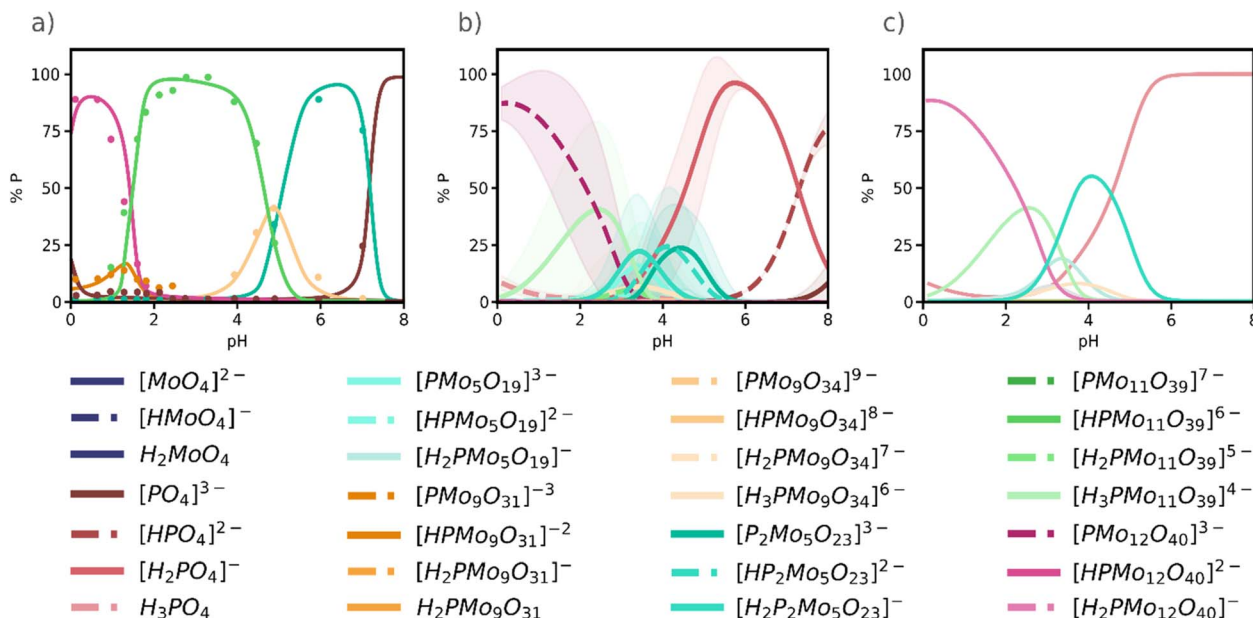 a)
b)
c)
100
75
50
25
0
% P
0
2
4
6
8
pH
100
75
50
25
0
% P
0
2
4
6
8
pH
100
75
50
25
0
% P
0
2
4
6
8
pH
[MoO₄]²⁻
[HMoO₄]⁻
H₂MoO₄
[PO₄]³⁻
[HPO₄]²⁻
[H₂PO₄]⁻
H₃PO₄
[PMo₅O₁₉]³⁻
[HPMo₅O₁₉]²⁻
[H₂PMo₅O₁₉]⁻
[PMo₉O₃₁]⁻³
[HPMo₉O₃₁]⁻²
[H₂PMo₉O₃₁]⁻
H₂PMo₉O₃₁
[PMo₉O₃₄]⁹⁻
[HPMo₉O₃₄]⁸⁻
[H₂PMo₉O₃₄]⁷⁻
[H₃PMo₉O₃₄]⁶⁻
[P₂Mo₅O₂₃]³⁻
[HP₂Mo₅O₂₃]²⁻
[H₂P₂Mo₅O₂₃]⁻
[PMo₁₁O₃₉]⁷⁻
[HPMo₁₁O₃₉]⁶⁻
[H₂PMo₁₁O₃₉]⁵⁻
[H₃PMo₁₁O₃₉]⁴⁻
[PMo₁₂O₄₀]³⁻
[HPMo₁₂O₄₀]²⁻
[H₂PMo₁₂O₄₀]⁻